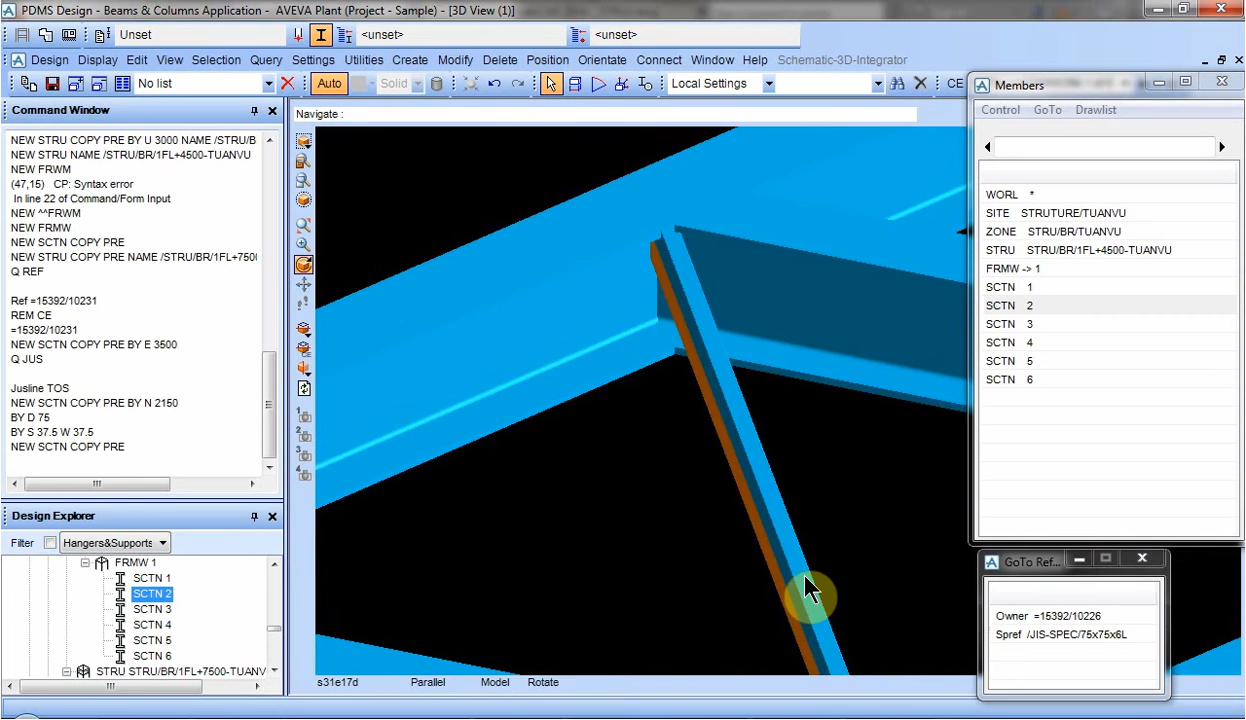 PDMS Design - Beams & Columns Application - AVEVA Plant (Project - Sample) - [3D View (1)]
Unset
<unset>
<unset>
Design Display Edit View Selection Query Settings Utilities Create Modify Delete Position Orientate Connect Window Help Schematic-3D-Integrator
No list
Auto
Solid
Local Settings
CE
Command Window
NEW STRU COPY PRE BY U 3000 NAME /STRU/B
NEW STRU NAME /STRU/BR/1FL+4500-TUANVU
NEW FRWM
(47,15) CP: Syntax error
In line 22 of Command/Form Input
NEW ^^FRWM
NEW FRMW
NEW SCTN COPY PRE
NEW SCTN COPY PRE NAME /STRU/BR/1FL+750(
Q REF
Ref =15392/10231
REM CE
=15392/10231
NEW SCTN COPY PRE BY E 3500
Q JUS
Jusline TOS
NEW SCTN COPY PRE BY N 2150
BY D 75
BY S 37.5 W 37.5
NEW SCTN COPY PRE
Design Explorer
Filter
Hangers&Supports
FRMW 1
SCTN 1
SCTN 2
SCTN 3
SCTN 4
SCTN 5
SCTN 6
STRU STRU/BR/1FL+7500-TUANV
Navigate :
1
2
3
4
s31e17d Parallel Model Rotate
Members
Control GoTo Drawlist
WORL *
SITE STRUTURE/TUANVU
ZONE STRU/BR/TUANVU
STRU STRU/BR/1FL+4500-TUANVU
FRMW -> 1
SCTN 1
SCTN 2
SCTN 3
SCTN 4
SCTN 5
SCTN 6
GoTo Ref...
Owner =15392/10226
Spref /JIS-SPEC/75x75x6L